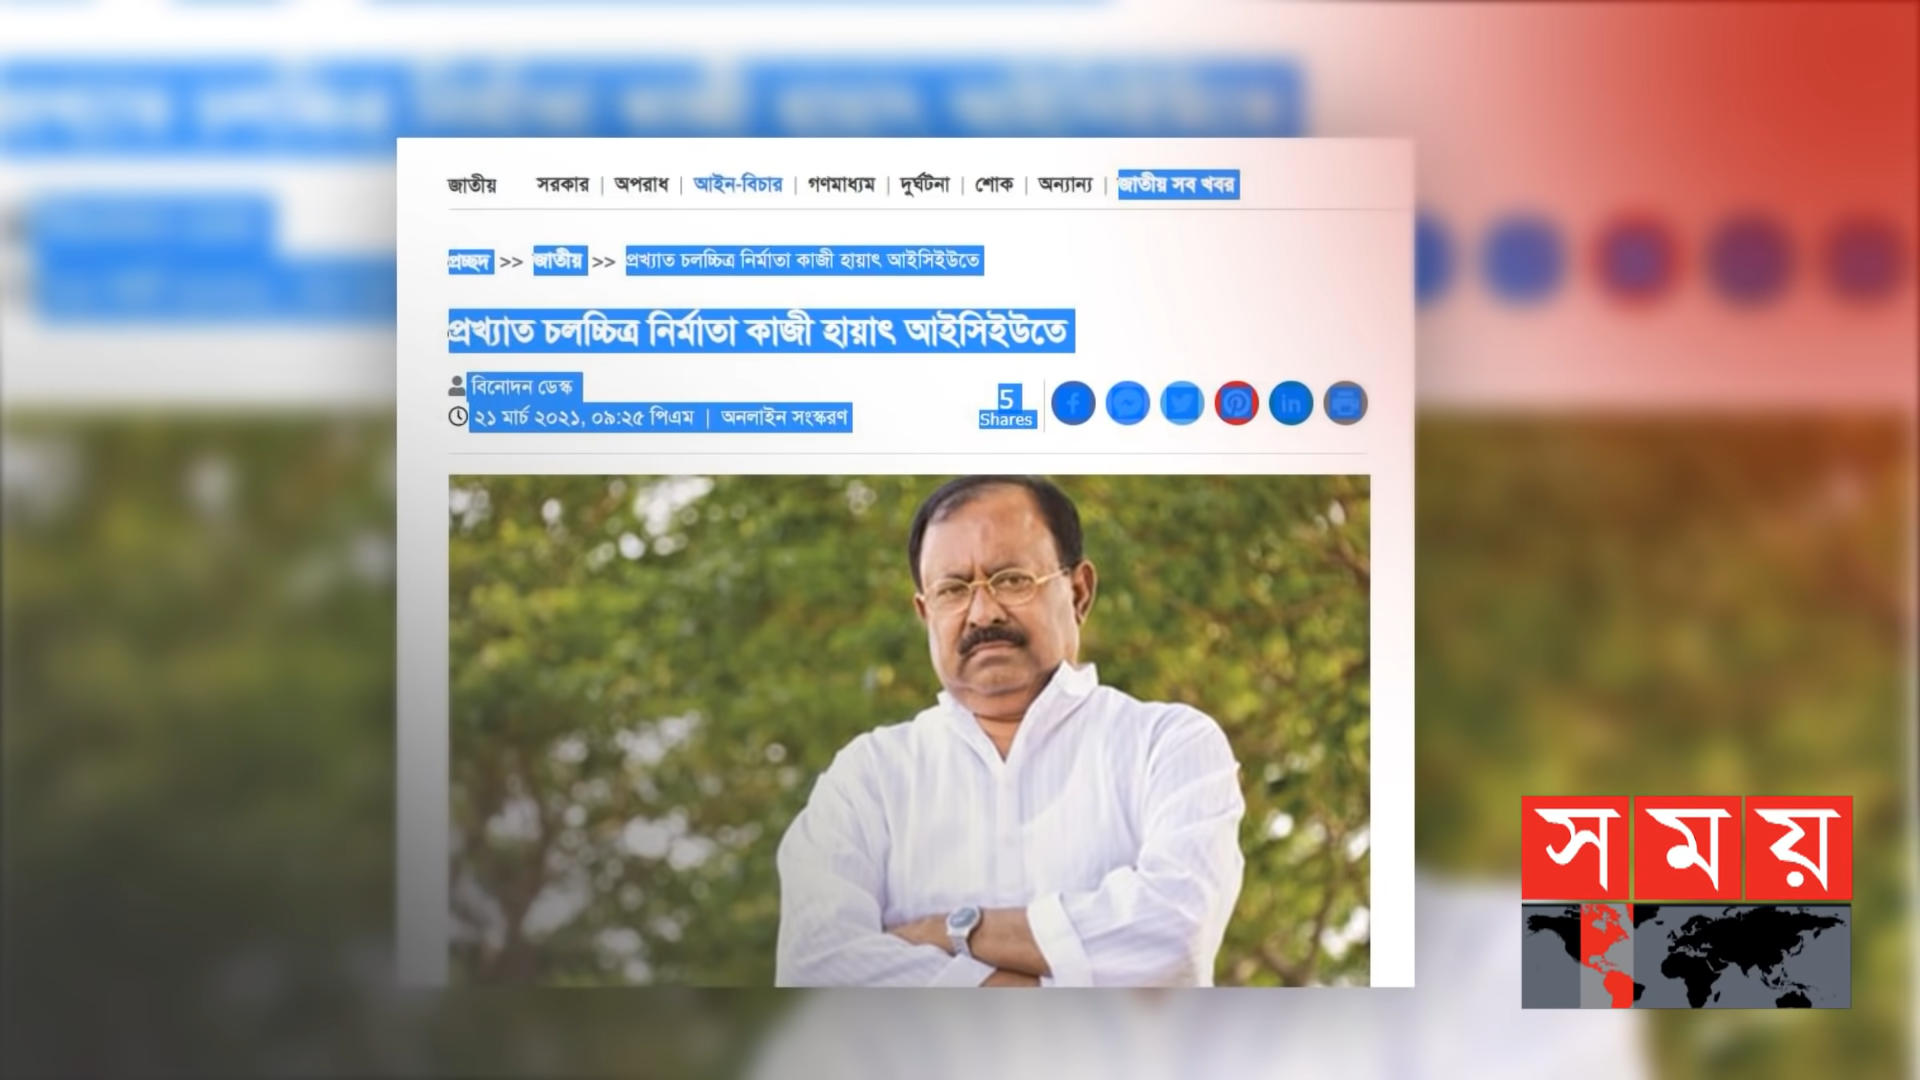 জাতীয় সরকার | অপরাধ | আইন-বিচার | গণমাধ্যম | দুর্ঘটনা | শোক | অন্যান্য | জাতীয় সব খবর
প্রচ্ছদ >> জাতীয় >> প্রখ্যাত চলচ্চিত্র নির্মাতা কাজী হায়াৎ আইসিইউতে
প্রখ্যাত চলচ্চিত্র নির্মাতা কাজী হায়াৎ আইসিইউতে
বিনোদন ডেস্ক
২১ মার্চ ২০২১, ০৯:২৫ পিএম | অনলাইন সংস্করণ
5
Shares
সময়